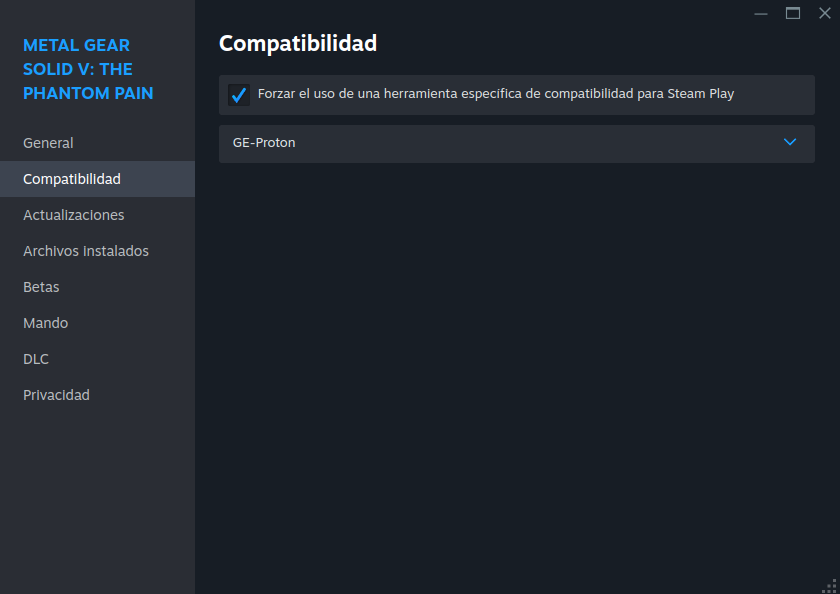 METAL GEAR
SOLID V: THE
PHANTOM PAIN
General
Compatibilidad
Actualizaciones
Archivos instalados
Betas
Mando
DLC
Privacidad
Compatibilidad
Forzar el uso de una herramienta específica de compatibilidad para Steam Play
GE-Proton